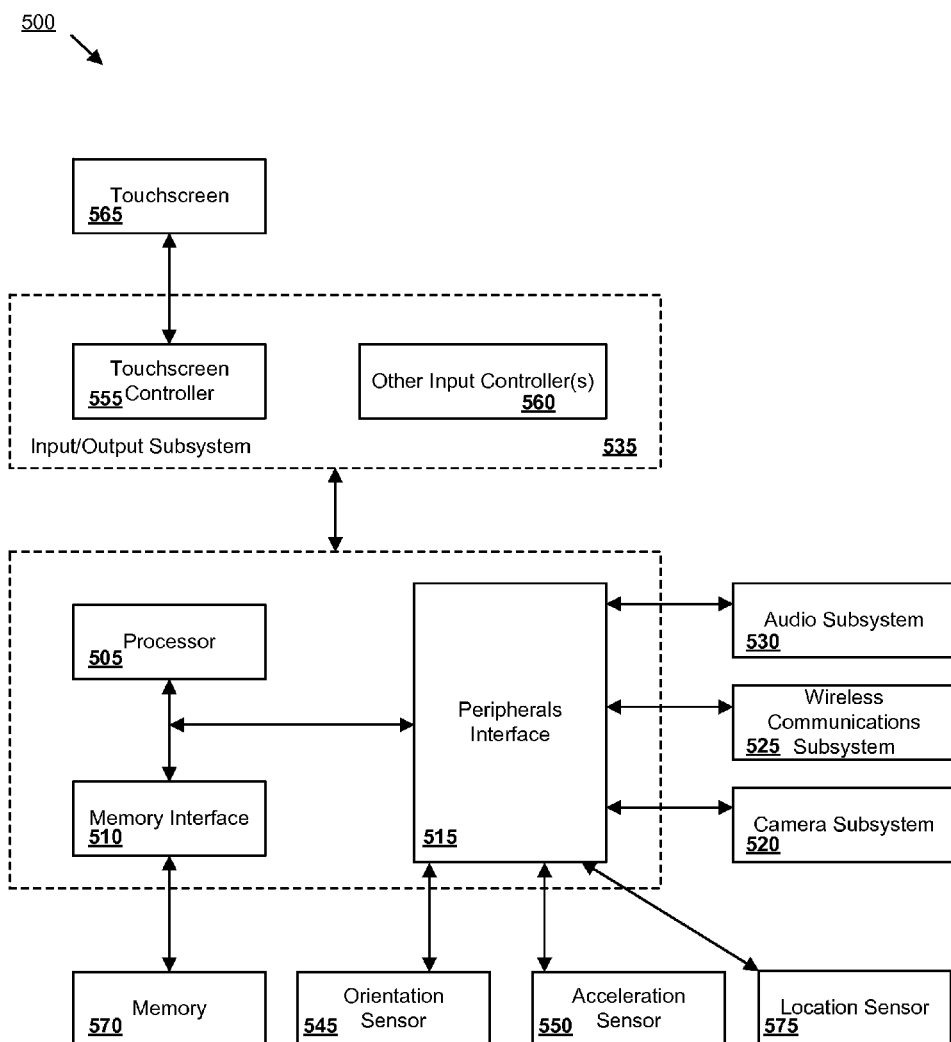 500
Touchscreen
565
Touchscreen
Controller
555
Other Input Controller(s)
560
Input/Output Subsystem
535
Processor
505
Peripherals
Interface
515
Memory Interface
510
Audio Subsystem
530
Wireless
Communications
Subsystem
525
Camera Subsystem
520
Memory
570
Orientation
Sensor
545
Acceleration
Sensor
550
Location Sensor
575